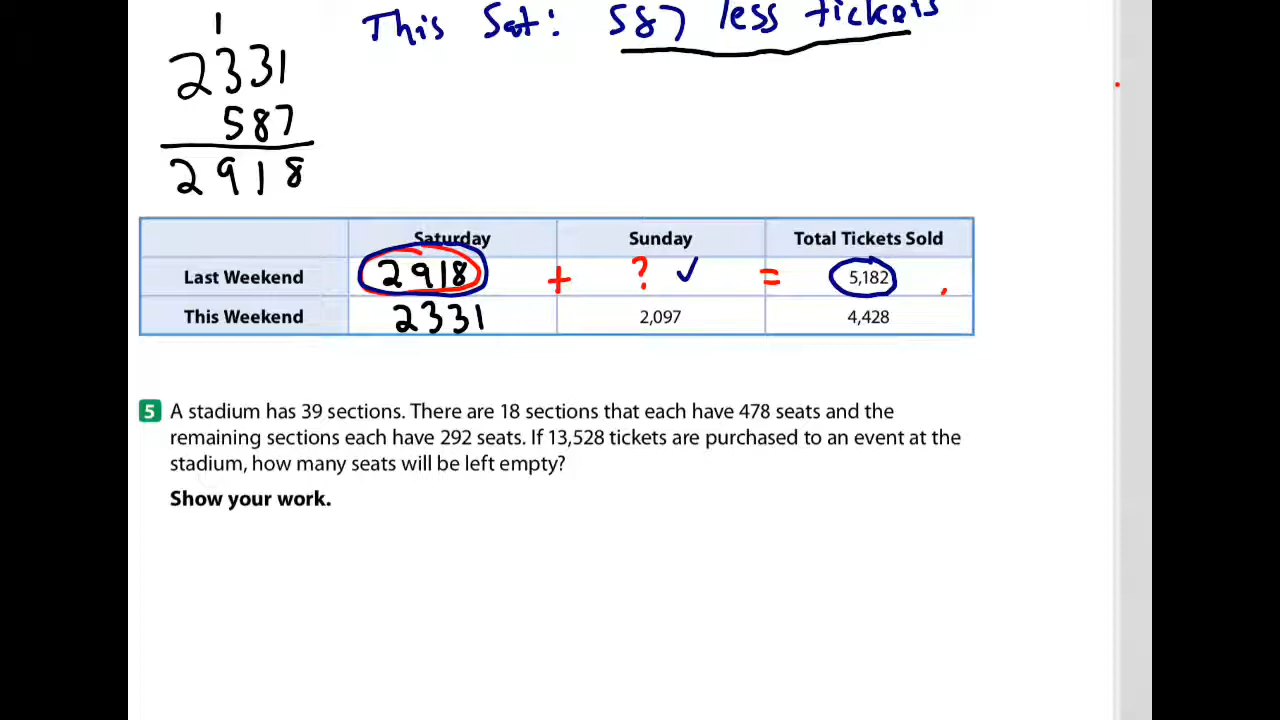 This Sat: 587 less tickets
1
2331
587
2918
Saturday Sunday Total Tickets Sold
Last Weekend 2918 + ? ✓ = 5,182
This Weekend 2331 2,097 4,428
5 A stadium has 39 sections. There are 18 sections that each have 478 seats and the
remaining sections each have 292 seats. If 13,528 tickets are purchased to an event at the
stadium, how many seats will be left empty?
Show your work.